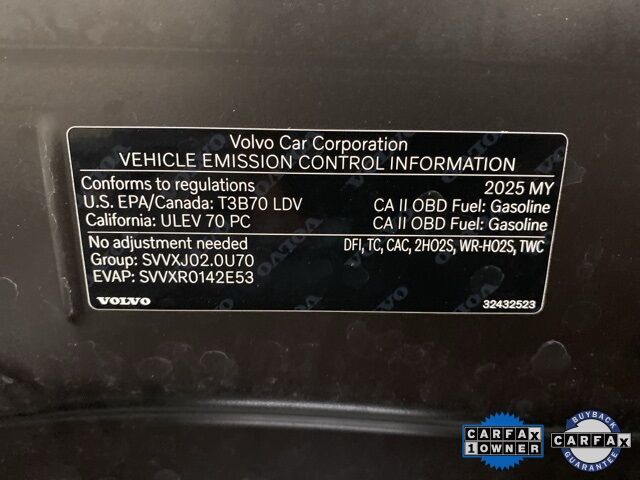 Volvo Car Corporation
VEHICLE EMISSION CONTROL INFORMATION
Conforms to regulations 2025 MY
U.S. EPA/Canada: T3B70 LDV CA II OBD Fuel: Gasoline
California: ULEV 70 PC CA II OBD Fuel: Gasoline
No adjustment needed DFI, TC, CAC, 2HO2S, WR-HO2S, TWC
Group: SVVXJ02.0U70
EVAP: SVVXR0142E53
VOLVO 32432523
CARFAX
1 OWNER
BUYBACK
CARFAX
GUARANTEE